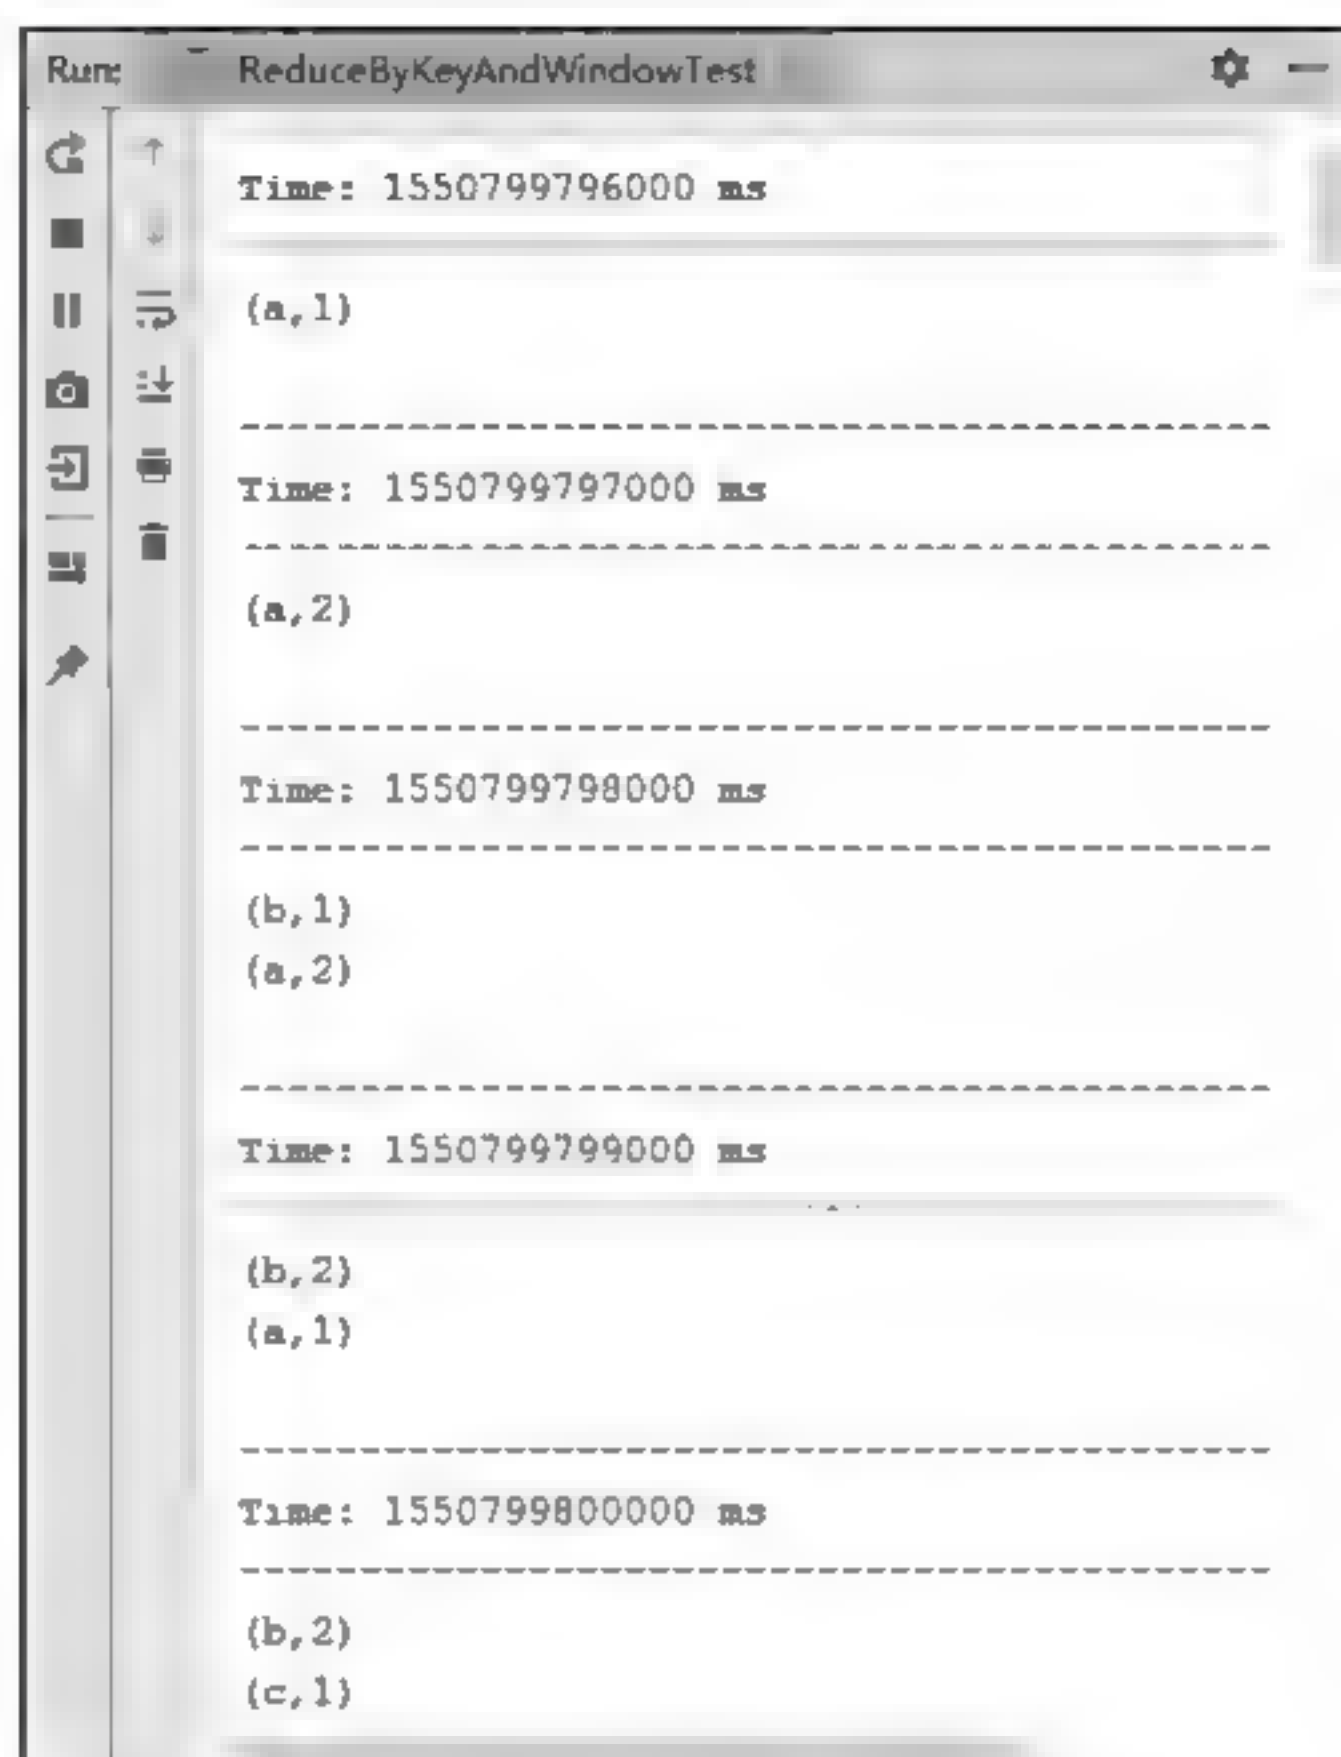 Run: ReduceByKeyAndWindowTest
Time: 1550799796000 ms
(a,1)
-------------------------------------------
Time: 1550799797000 ms
-------------------------------------------
(a,2)
-------------------------------------------
Time: 1550799798000 ms
-------------------------------------------
(b,1)
(a,2)
-------------------------------------------
Time: 1550799799000 ms
(b,2)
(a,1)
-------------------------------------------
Time: 1550799800000 ms
-------------------------------------------
(b,2)
(c,1)